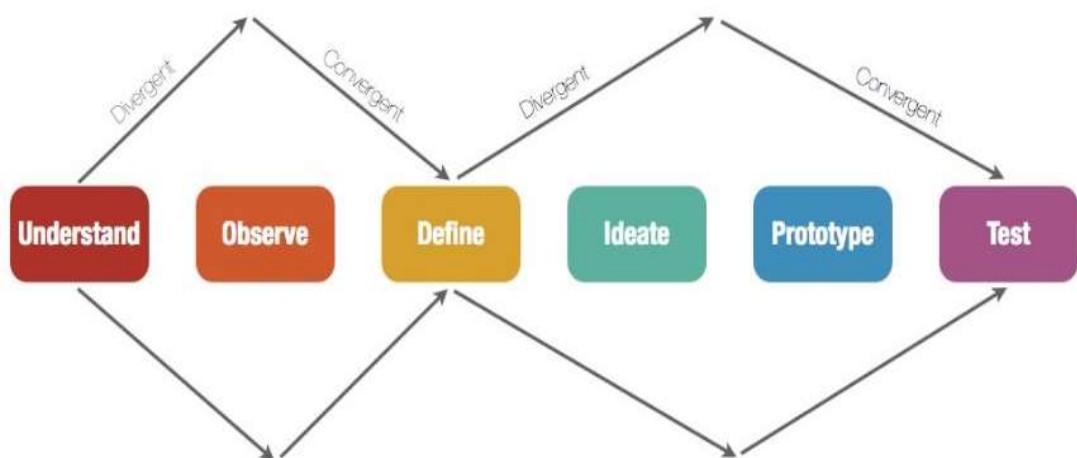 Divergent
Convergent
Divergent
Convergent
Understand
Observe
Define
Ideate
Prototype
Test